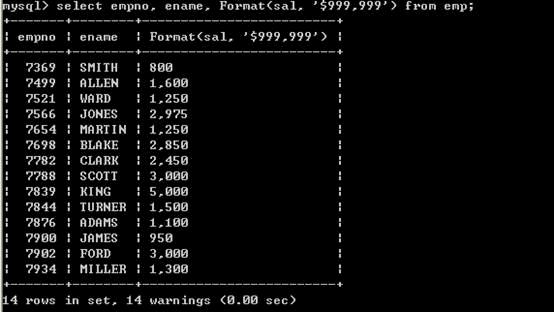 mysql> select empno, ename, Format(sal, '$999,999') from emp;
+-------+--------+-------------------------+
| empno | ename | Format(sal, '$999,999') |
+-------+--------+-------------------------+
| 7369 | SMITH | 800 |
| 7499 | ALLEN | 1,600 |
| 7521 | WARD | 1,250 |
| 7566 | JONES | 2,975 |
| 7654 | MARTIN | 1,250 |
| 7698 | BLAKE | 2,850 |
| 7782 | CLARK | 2,450 |
| 7788 | SCOTT | 3,000 |
| 7839 | KING | 5,000 |
| 7844 | TURNER | 1,500 |
| 7876 | ADAMS | 1,100 |
| 7900 | JAMES | 950 |
| 7902 | FORD | 3,000 |
| 7934 | MILLER | 1,300 |
+-------+--------+-------------------------+
14 rows in set, 14 warnings (0.00 sec)